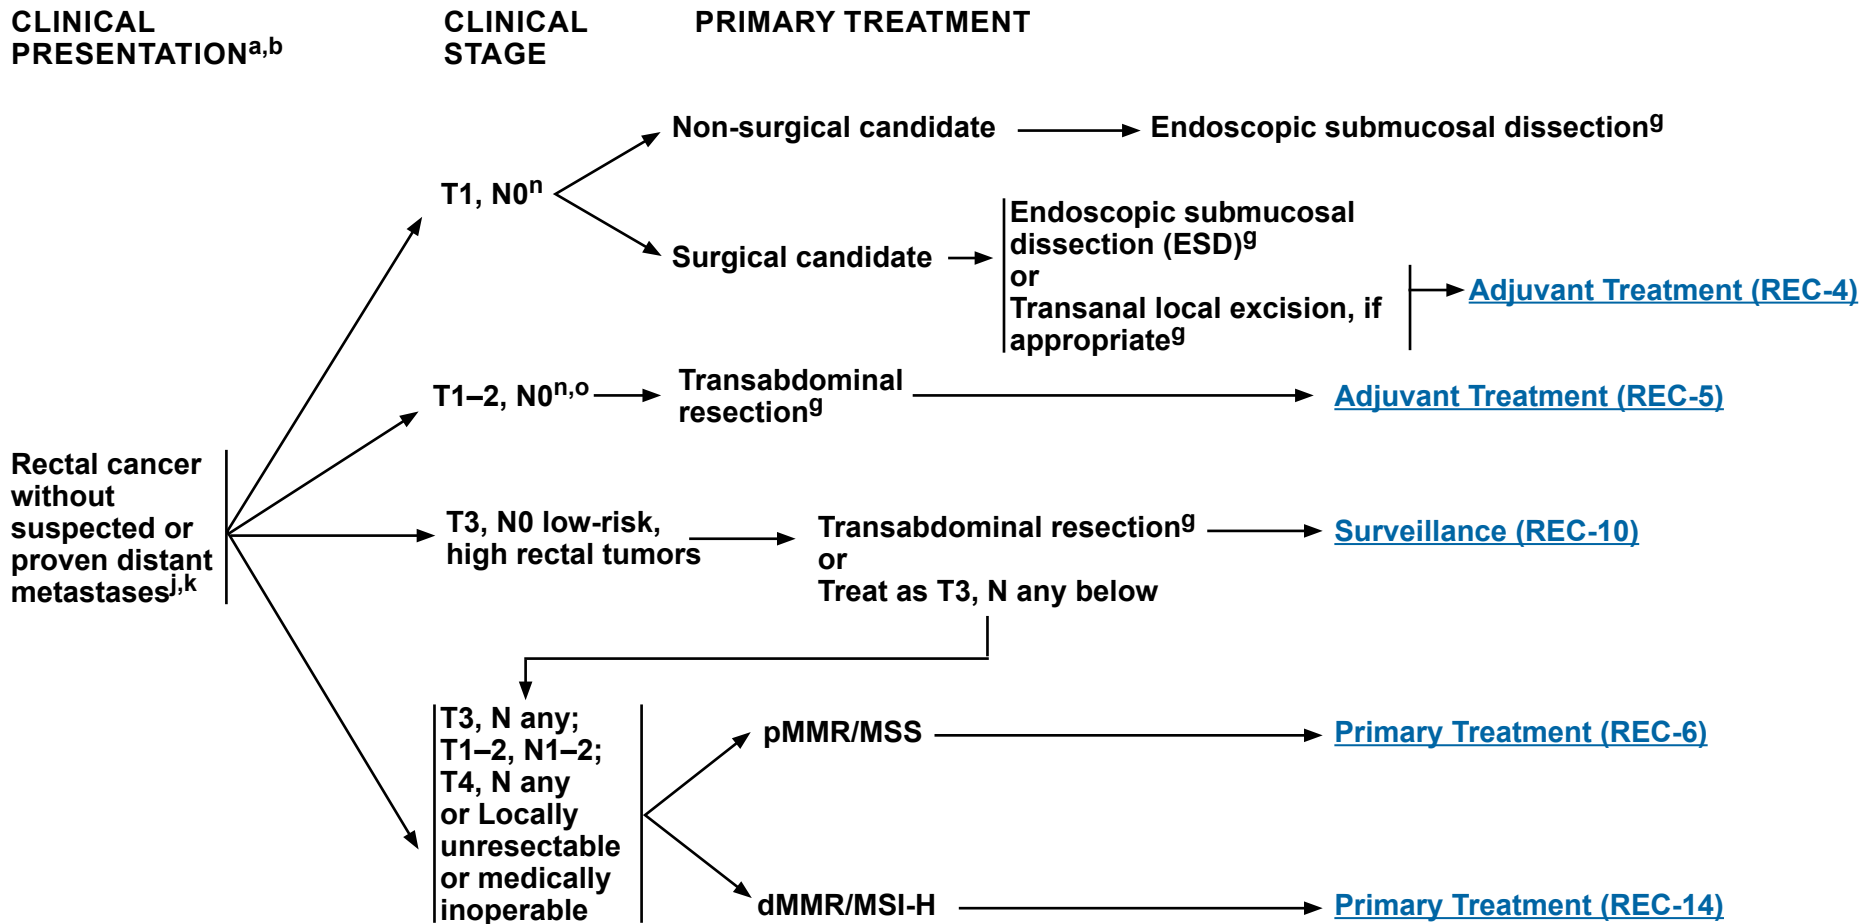 CLINICAL
PRESENTATIONa,b
CLINICAL
STAGE
PRIMARY TREATMENT
Non-surgical candidate
Endoscopic submucosal dissectiong
T1, N0n
Surgical candidate
Endoscopic submucosal
dissection (ESD)g
or
Transanal local excision, if
appropriateg
Adjuvant Treatment (REC-4)
T1–2, N0n,o
Transabdominal
resectiong
Adjuvant Treatment (REC-5)
Rectal cancer
without
suspected or
proven distant
metastasesj,k
T3, N0 low-risk,
high rectal tumors
Transabdominal resectiong
or
Treat as T3, N any below
Surveillance (REC-10)
T3, N any;
T1–2, N1–2;
T4, N any
or Locally
unresectable
or medically
inoperable
pMMR/MSS
Primary Treatment (REC-6)
dMMR/MSI-H
Primary Treatment (REC-14)